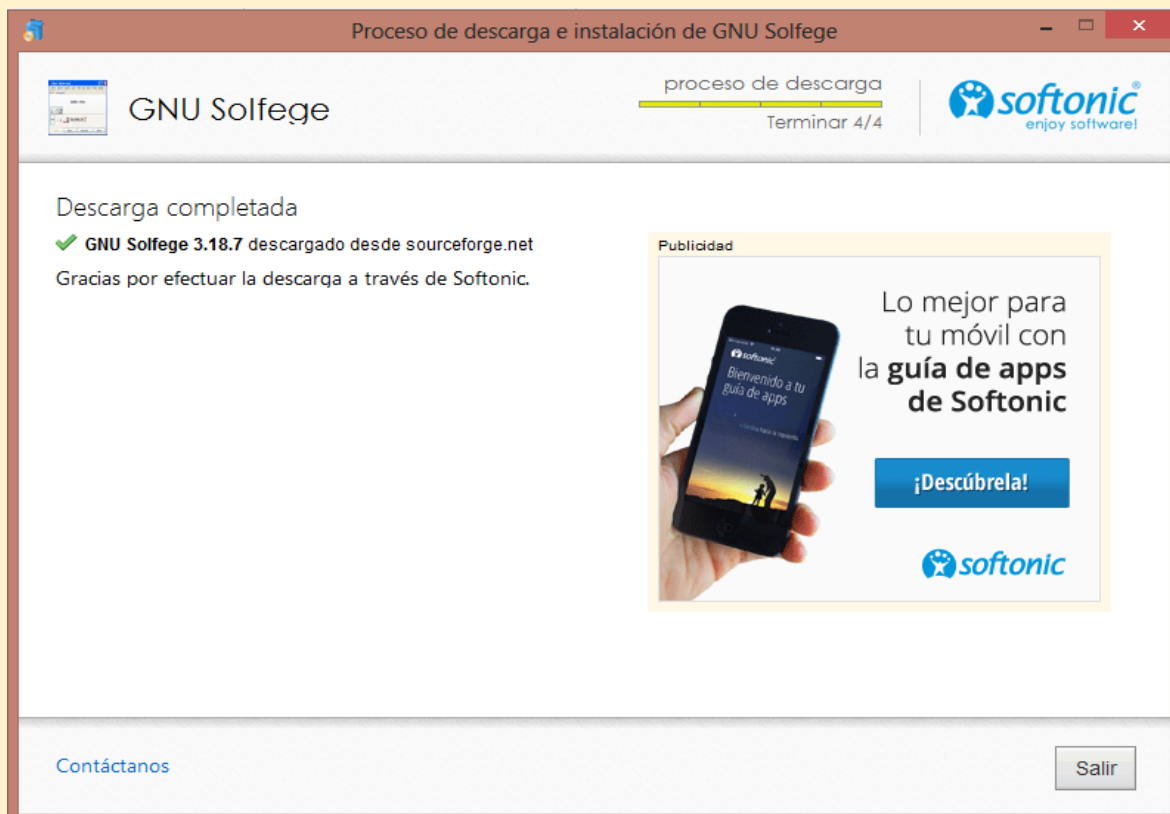 Proceso de descarga e instalación de GNU Solfege
GNU Solfege
proceso de descarga
Terminar 4/4
softonic®
enjoy software!
Descarga completada
GNU Solfege 3.18.7 descargado desde sourceforge.net
Gracias por efectuar la descarga a través de Softonic.
Publicidad
softonic
Bienvenido a tu
guía de apps
Lo mejor para
tu móvil con
la guía de apps
de Softonic
¡Descúbrela!
softonic
Contáctanos
Salir